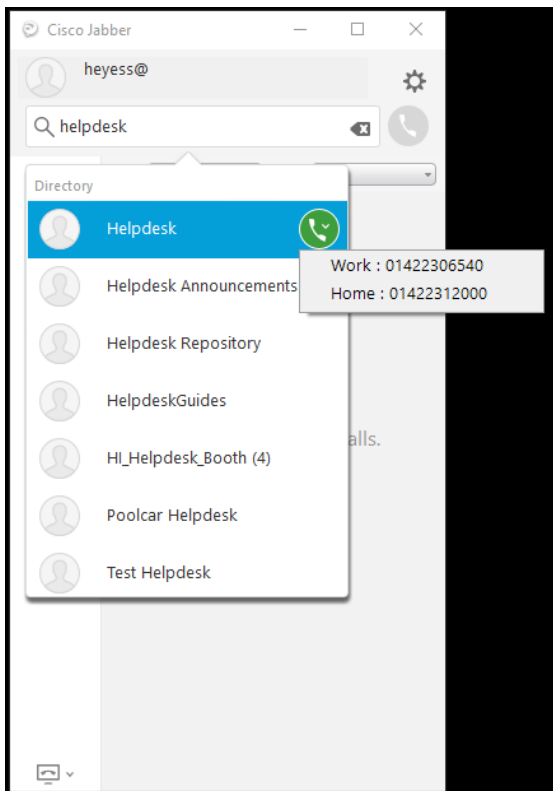 Cisco Jabber
heyess@
helpdesk
Directory
Helpdesk
Work : 01422306540
Home : 01422312000
Helpdesk Announcements
Helpdesk Repository
HelpdeskGuides
alls.
HI_Helpdesk_Booth (4)
Poolcar Helpdesk
Test Helpdesk